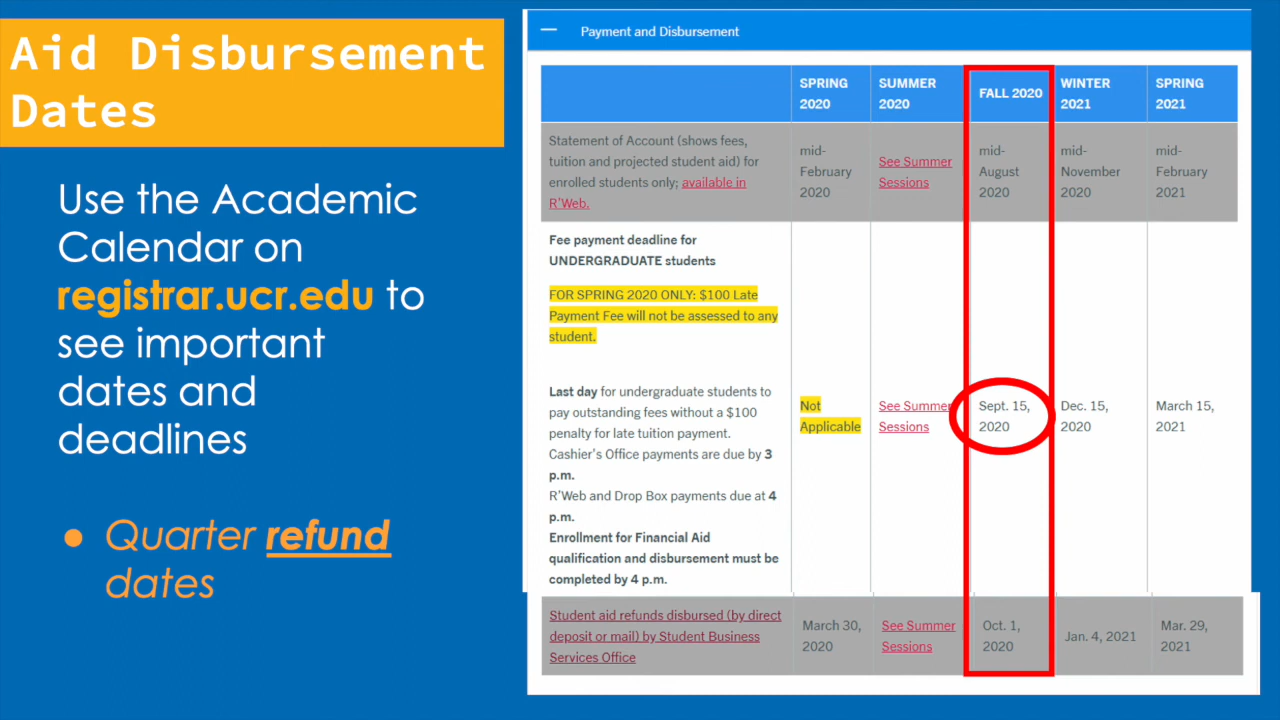 Aid Disbursement
Dates
Use the Academic
Calendar on
registrar.ucr.edu to
see important
dates and
deadlines
● Quarter refund
dates
Payment and Disbursement
SPRING
2020
SUMMER
2020
FALL 2020
WINTER
2021
SPRING
2021
Statement of Account (shows fees,
tuition and projected student aid) for
enrolled students only; available in
R'Web.
mid-
February
2020
See Summer
Sessions
mid-
August
2020
mid-
November
2020
mid-
February
2021
Fee payment deadline for
UNDERGRADUATE students
FOR SPRING 2020 ONLY: $100 Late
Payment Fee will not be assessed to any
student.
Last day for undergraduate students to
pay outstanding fees without a $100
penalty for late tuition payment.
Cashier's Office payments are due by 3
p.m.
R'Web and Drop Box payments due at 4
p.m.
Enrollment for Financial Aid
qualification and disbursement must be
completed by 4 p.m.
Not
Applicable
See Summer
Sessions
Sept. 15,
2020
Dec. 15,
2020
March 15,
2021
Student aid refunds disbursed (by direct
deposit or mail) by Student Business
Services Office
March 30,
2020
See Summer
Sessions
Oct. 1,
2020
Jan. 4, 2021
Mar. 29,
2021